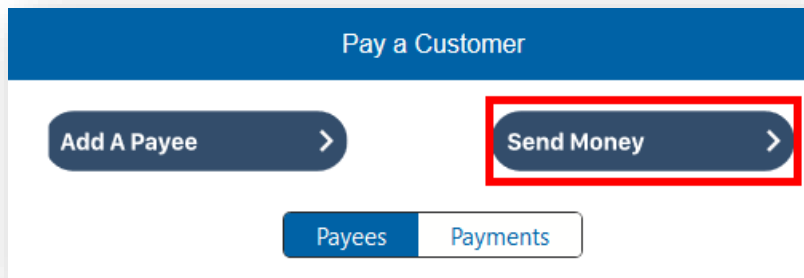 Pay a Customer
Add A Payee
Send Money
Payees
Payments